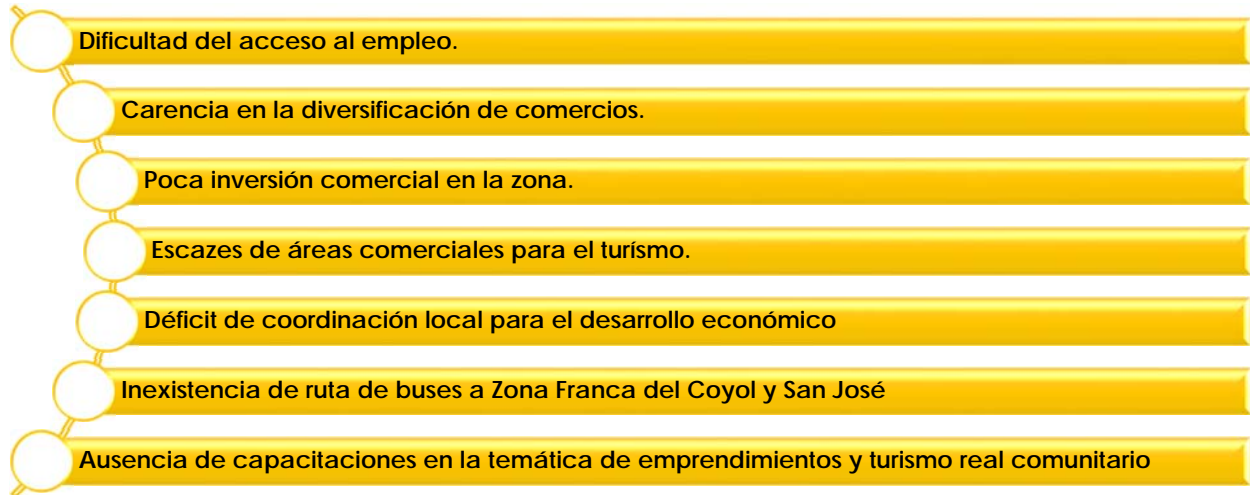 Dificultad del acceso al empleo.
Carencia en la diversificación de comercios.
Poca inversión comercial en la zona.
Escazes de áreas comerciales para el turísmo.
Déficit de coordinación local para el desarrollo económico
Inexistencia de ruta de buses a Zona Franca del Coyol y San José
Ausencia de capacitaciones en la temática de emprendimientos y turismo real comunitario